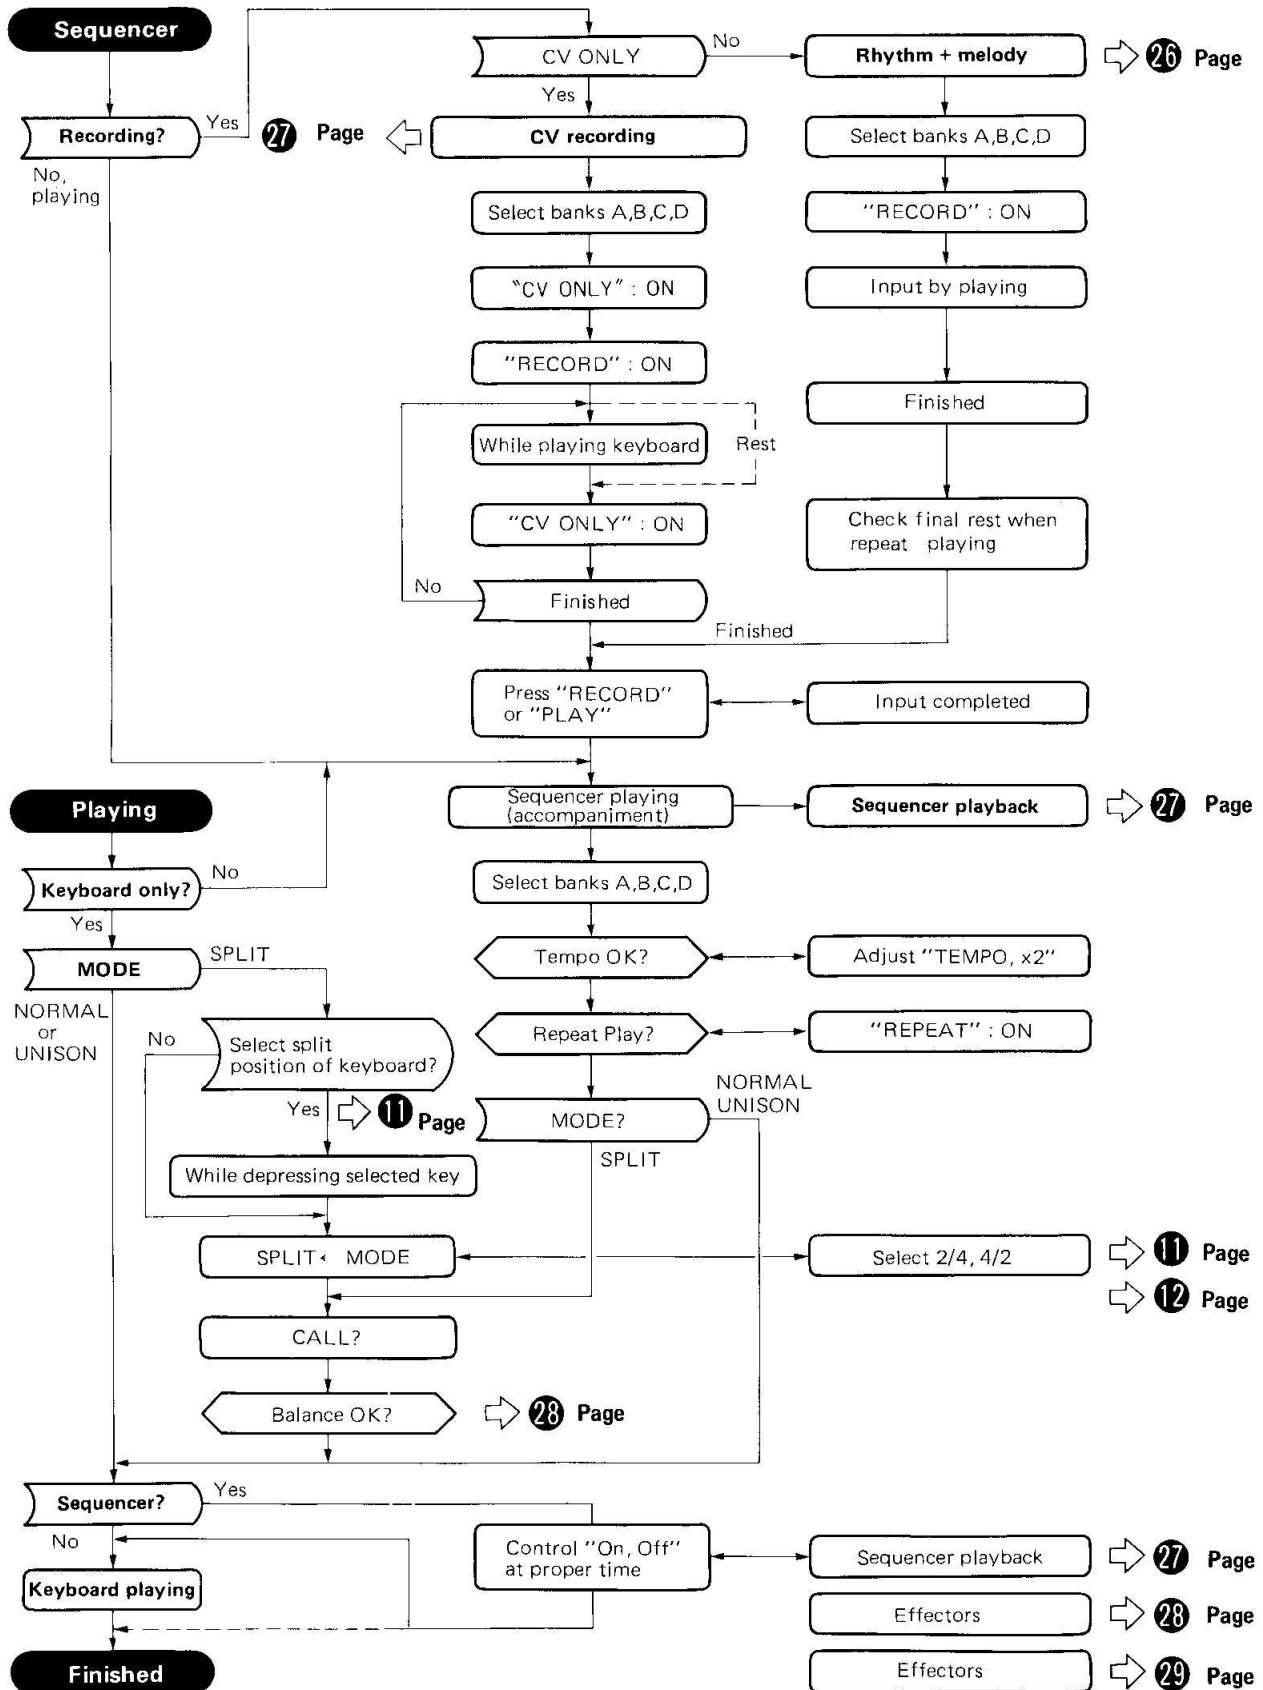 Sequencer
CV ONLY
No
Rhythm + melody
26 Page
Yes
Recording?
Yes
27 Page
CV recording
Select banks A,B,C,D
No,
playing
Select banks A,B,C,D
"RECORD" : ON
"CV ONLY" : ON
Input by playing
"RECORD" : ON
Finished
While playing keyboard
Rest
"CV ONLY" : ON
Check final rest when
repeat playing
No
Finished
Finished
Press "RECORD"
or "PLAY"
Input completed
Playing
Sequencer playing
(accompaniment)
Sequencer playback
27 Page
Keyboard only?
No
Select banks A,B,C,D
Yes
MODE
SPLIT
Tempo OK?
Adjust "TEMPO, x2"
NORMAL
or
UNISON
No
Select split
position of keyboard?
Repeat Play?
"REPEAT" : ON
Yes
11 Page
MODE?
NORMAL
UNISON
SPLIT
While depressing selected key
SPLIT MODE
Select 2/4, 4/2
11 Page
12 Page
CALL?
Balance OK?
28 Page
Sequencer?
Yes
No
Control "On, Off"
at proper time
Sequencer playback
27 Page
Keyboard playing
Effectors
28 Page
Finished
Effectors
29 Page